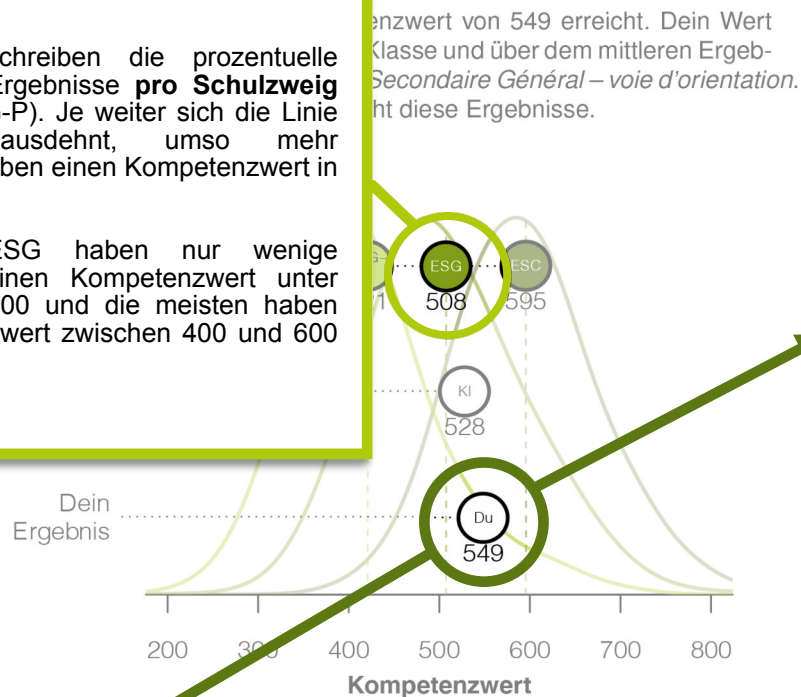 enzwert von 549 erreicht. Dein Wert
Klasse und über dem mittleren Ergeb-
Secondaire Général – voie d'orientation.
ht diese Ergebnisse.
chreiben die prozentuelle
Ergebnisse pro Schulzweig
-P). Je weiter sich die Linie
ausdehnt, umso mehr
ben einen Kompetenzwert in
ESG haben nur wenige
inen Kompetenzwert unter
00 und die meisten haben
wert zwischen 400 und 600
ESG ESC
508 595
Kl
528
Dein
Ergebnis
Du
549
200 300 400 500 600 700 800
Kompetenzwert